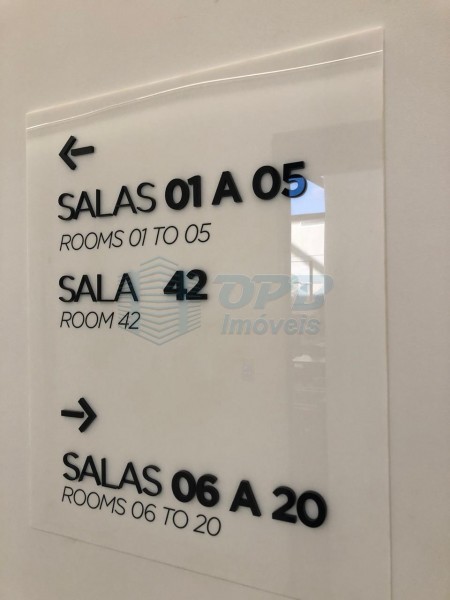 ←
SALAS 01 A 05
ROOMS 01 TO 05
SALA 42
ROOM 42
OPB
Imóveis
→
SALAS 06 A 20
ROOMS 06 TO 20